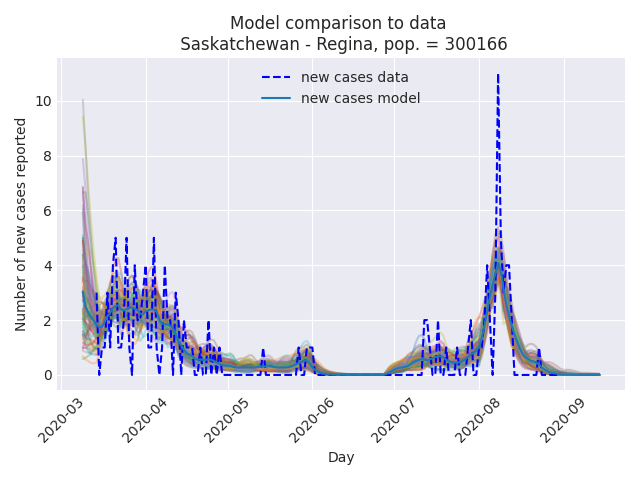 Model comparison to data
Saskatchewan - Regina, pop. = 300166
new cases data
new cases model
Number of new cases reported
10
8
6
4
2
0
2020-03
2020-04
2020-05
2020-06
2020-07
2020-08
2020-09
Day